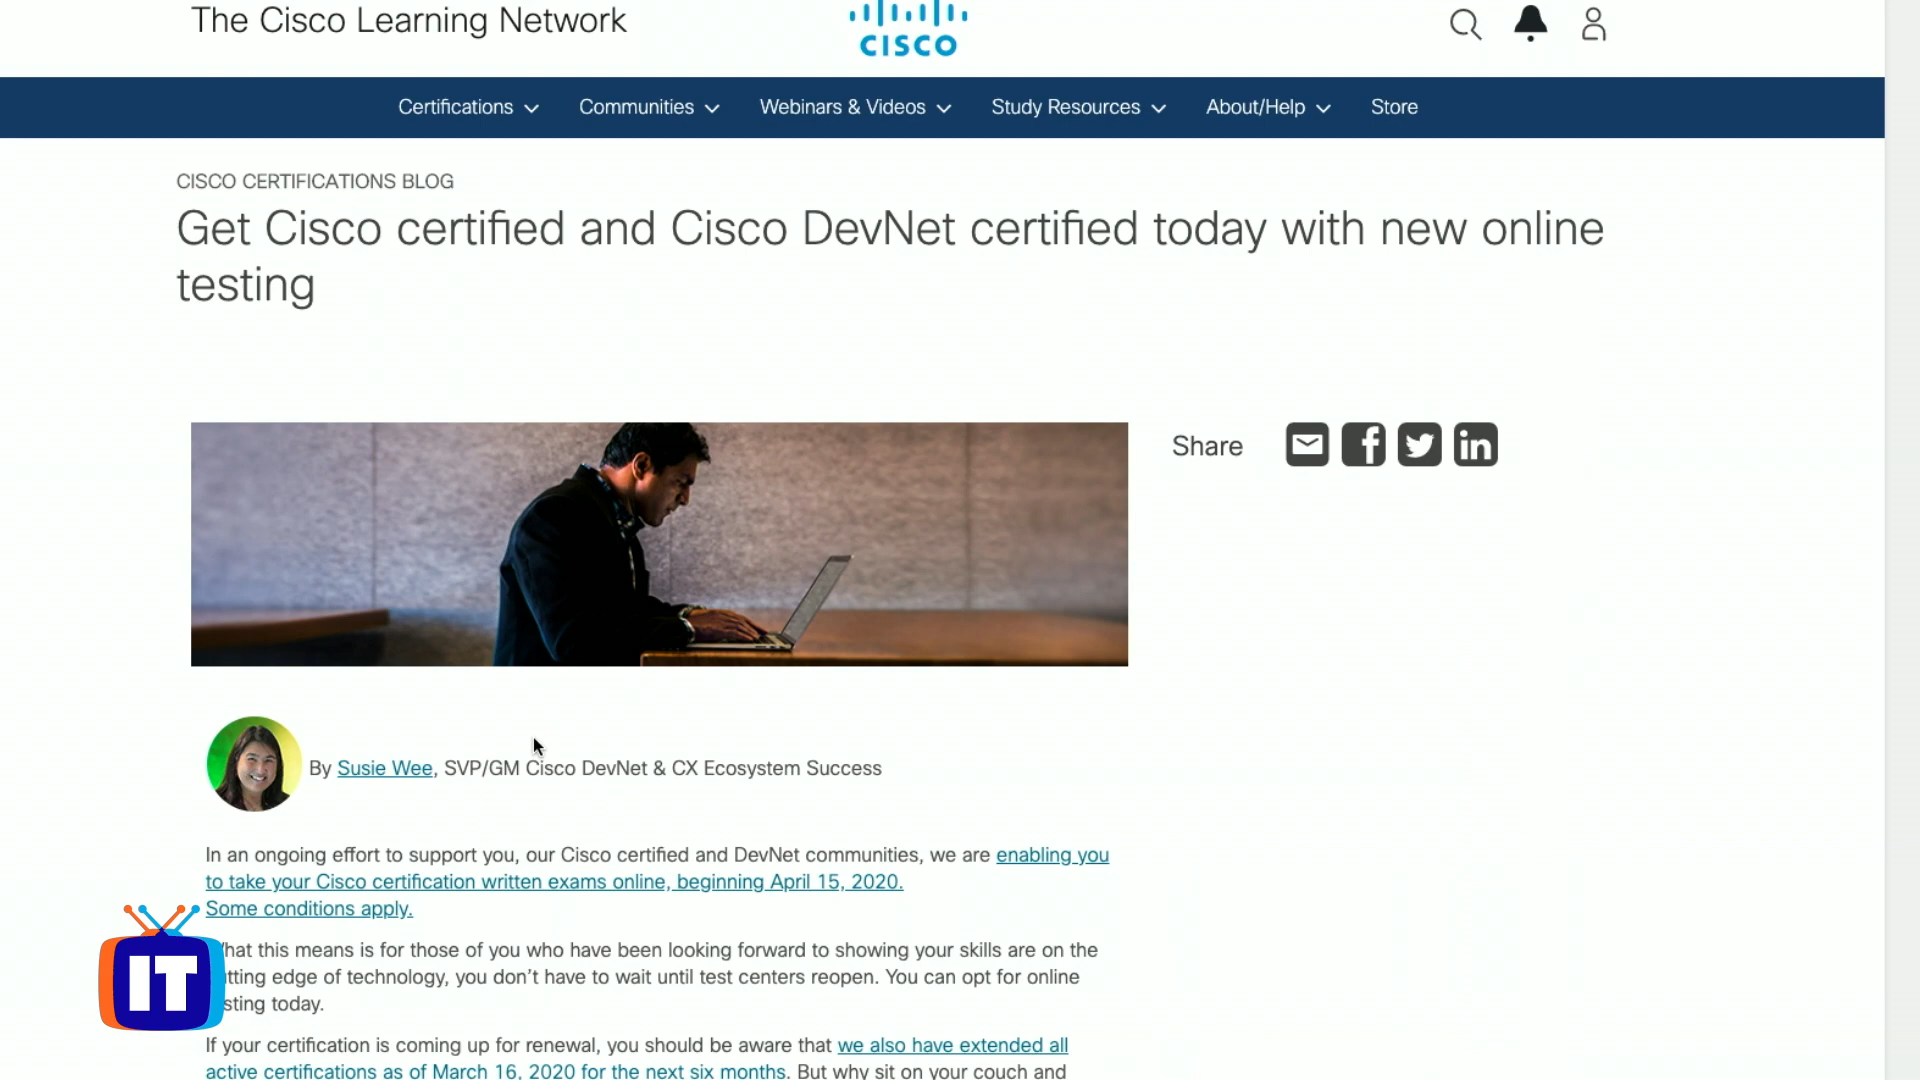 The Cisco Learning Network
CISCO
Certifications
Communities
Webinars & Videos
Study Resources
About/Help
Store
CISCO CERTIFICATIONS BLOG
Get Cisco certified and Cisco DevNet certified today with new online
testing
Share
By Susie Wee, SVP/GM Cisco DevNet & CX Ecosystem Success
In an ongoing effort to support you, our Cisco certified and DevNet communities, we are enabling you
to take your Cisco certification written exams online, beginning April 15, 2020.
Some conditions apply.
hat this means is for those of you who have been looking forward to showing your skills are on the
tting edge of technology, you don't have to wait until test centers reopen. You can opt for online
sting today.
IT
If your certification is coming up for renewal, you should be aware that we also have extended all
active certifications as of March 16, 2020 for the next six months. But why sit on your couch and